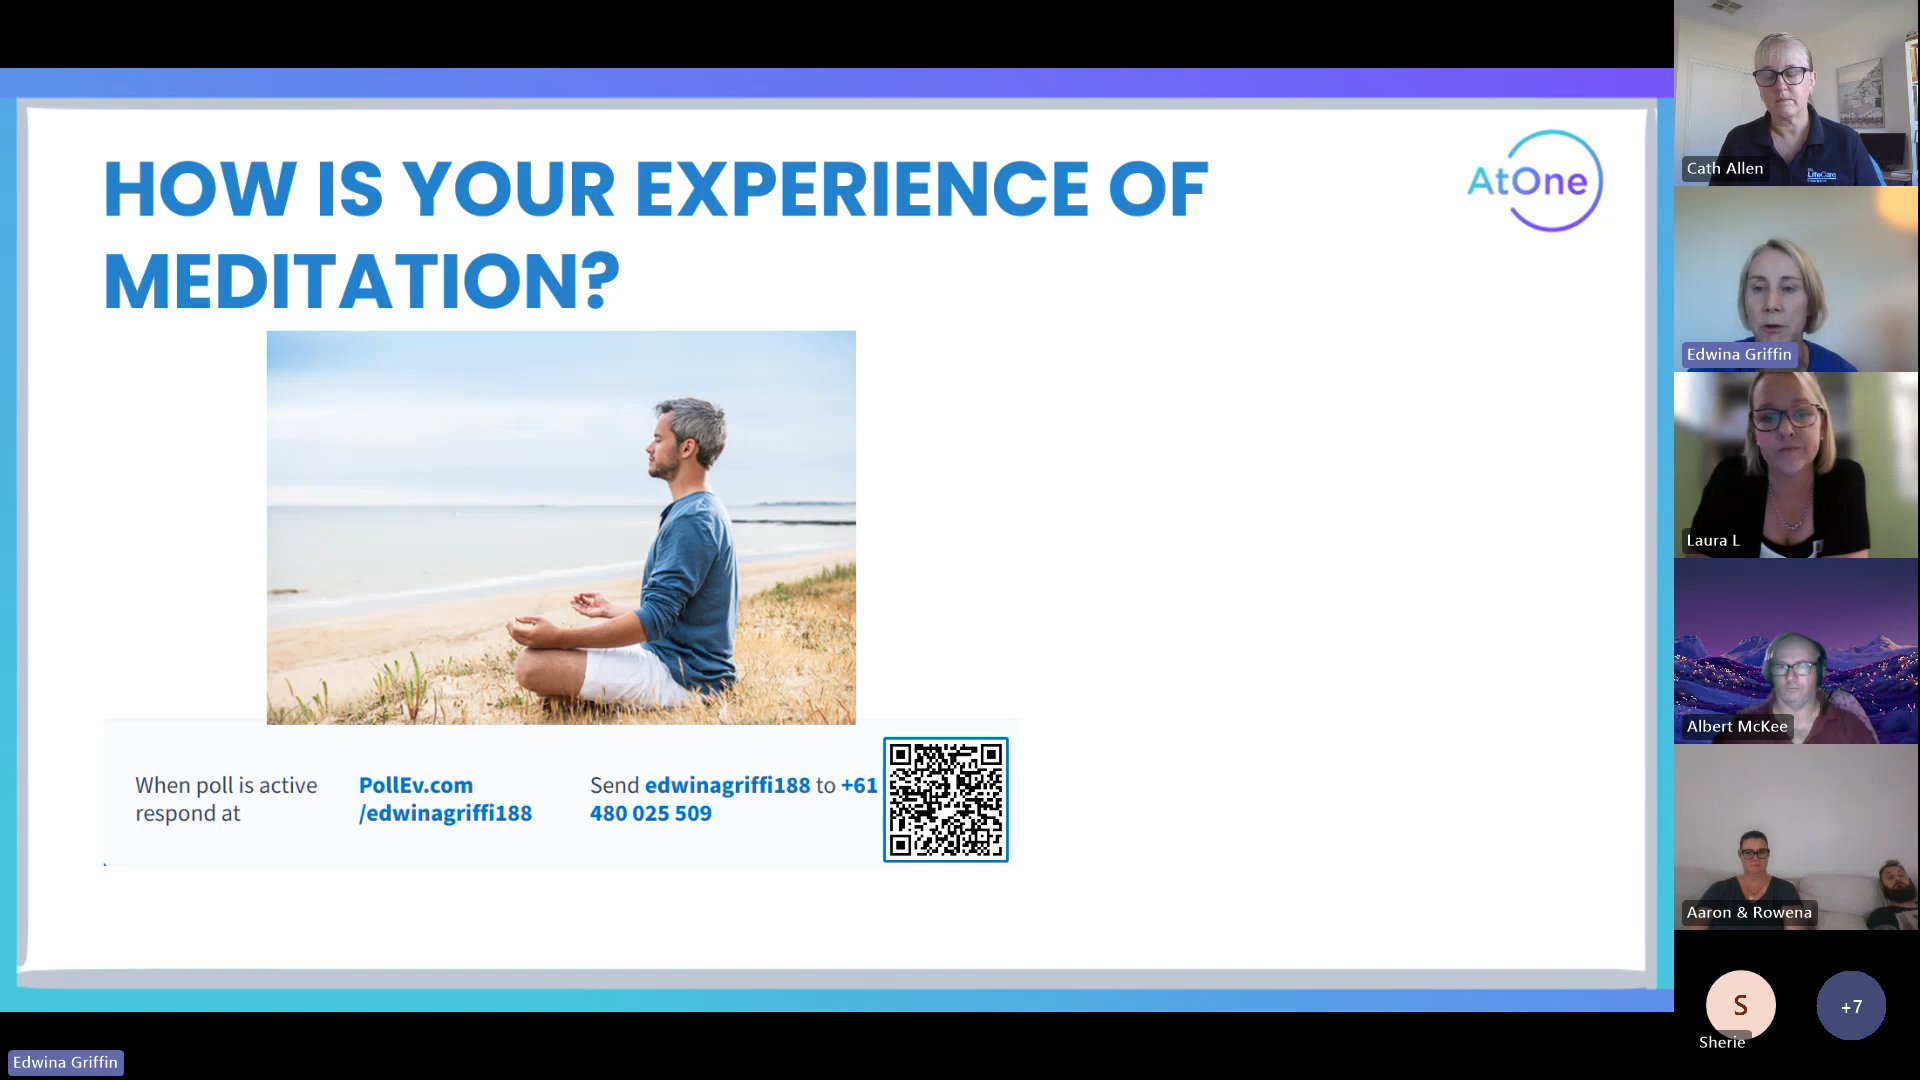 HOW IS YOUR EXPERIENCE OF
MEDITATION?
AtOne
When poll is active
respond at
PollEv.com
/edwinagriffi188
Send edwinagriffi188 to +61
480 025 509
Cath Allen
LifeCare
Edwina Griffin
Laura L
Albert McKee
Aaron & Rowena
S
Sherie
+7
Edwina Griffin